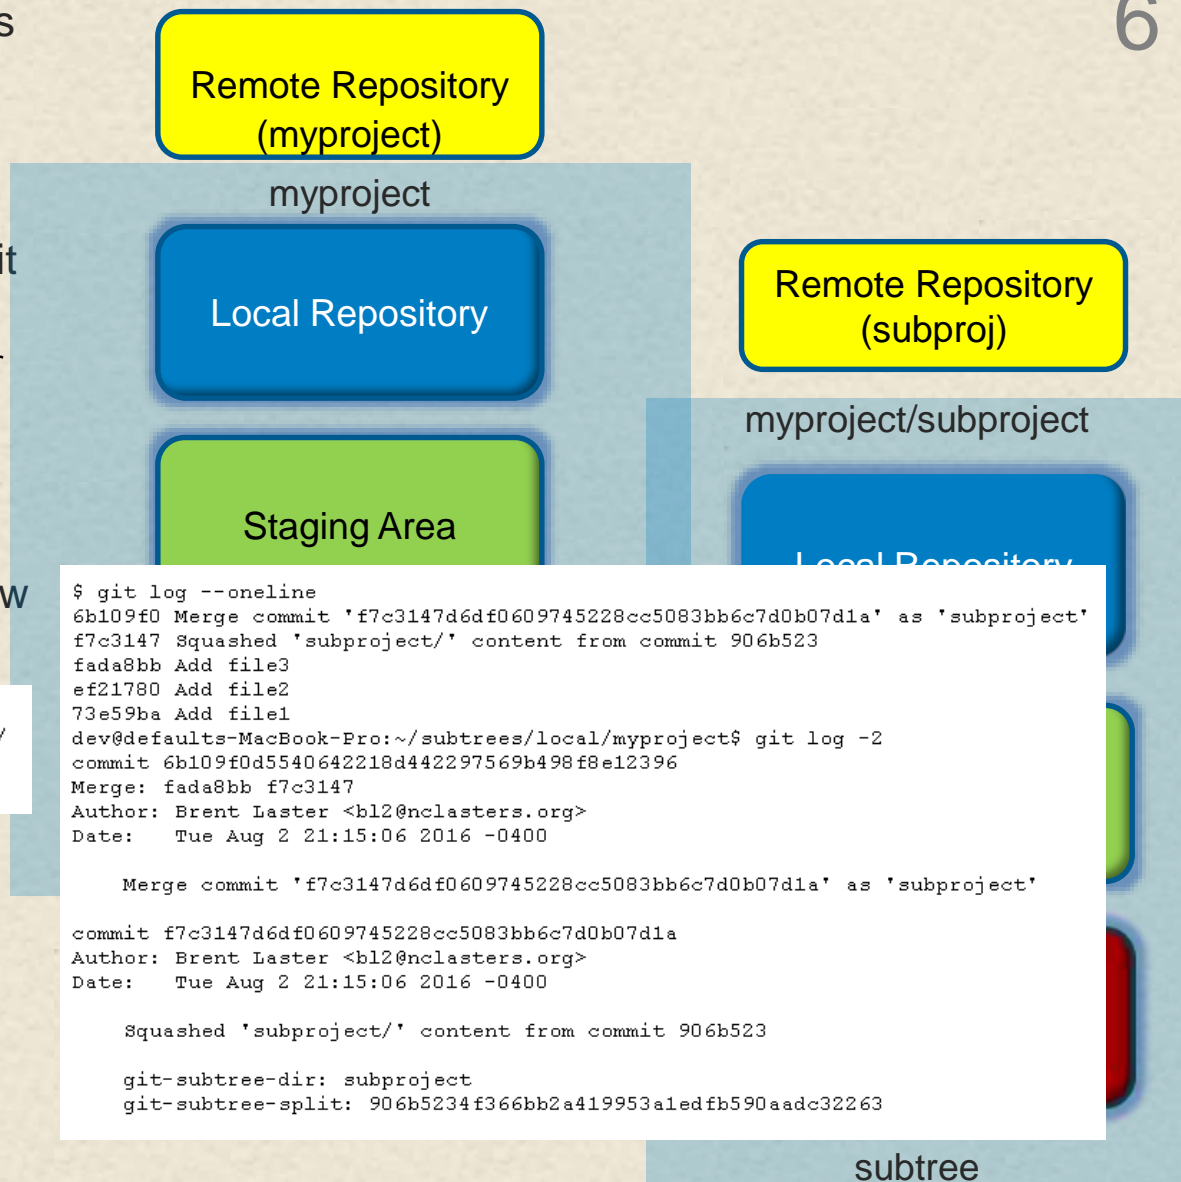 s
6
Remote Repository
(myproject)
myproject
it
Local Repository
Remote Repository
(subproj)
myproject/subproject
Staging Area
Local Repository
w
$ git log --oneline
6b109f0 Merge commit 'f7c3147d6df0609745228cc5083bb6c7d0b07d1a' as 'subproject'
f7c3147 Squashed 'subproject/' content from commit 906b523
fada8bb Add file3
ef21780 Add file2
73e59ba Add file1
dev@defaults-MacBook-Pro:~/subtrees/local/myproject$ git log -2
commit 6b109f0d5540642218d442297569b498f8e12396
Merge: fada8bb f7c3147
Author: Brent Laster <bl2@nclasters.org>
Date:   Tue Aug 2 21:15:06 2016 -0400
Merge commit 'f7c3147d6df0609745228cc5083bb6c7d0b07d1a' as 'subproject'
commit f7c3147d6df0609745228cc5083bb6c7d0b07d1a
Author: Brent Laster <bl2@nclasters.org>
Date:   Tue Aug 2 21:15:06 2016 -0400
Squashed 'subproject/' content from commit 906b523
git-subtree-dir: subproject
git-subtree-split: 906b5234f366bb2a419953a1edfb590aadc32263
subtree